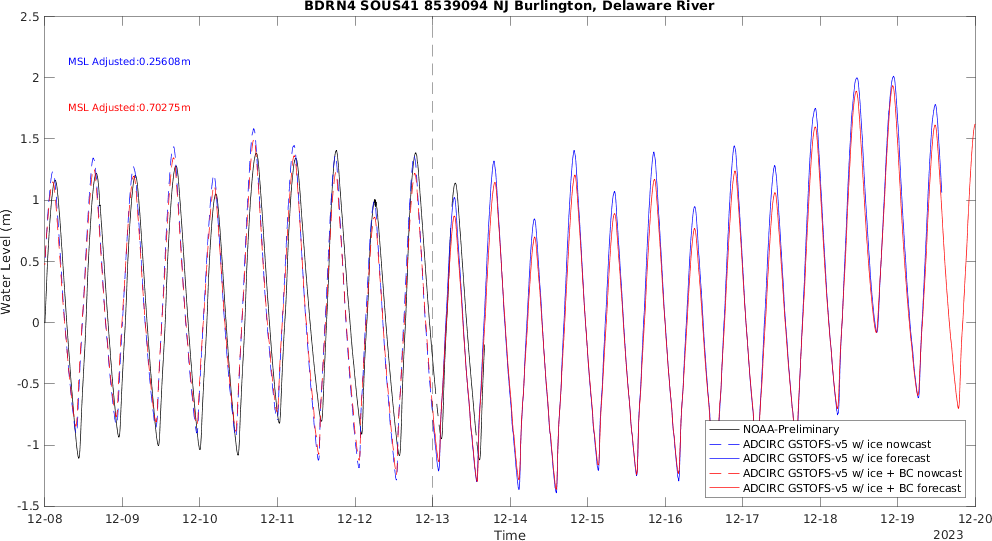 BDRN4 SOUS41 8539094 NJ Burlington, Delaware River
2.5
2
1.5
1
0.5
0
-0.5
-1
-1.5
Water Level (m)
MSL Adjusted:0.25608m
MSL Adjusted:0.70275m
NOAA-Preliminary
ADCIRC GSTOFS-v5 w/ ice nowcast
ADCIRC GSTOFS-v5 w/ ice forecast
ADCIRC GSTOFS-v5 w/ ice + BC nowcast
ADCIRC GSTOFS-v5 w/ ice + BC forecast
12-08 12-09 12-10 12-11 12-12 12-13 12-14 12-15 12-16 12-17 12-18 12-19 12-20
Time
2023